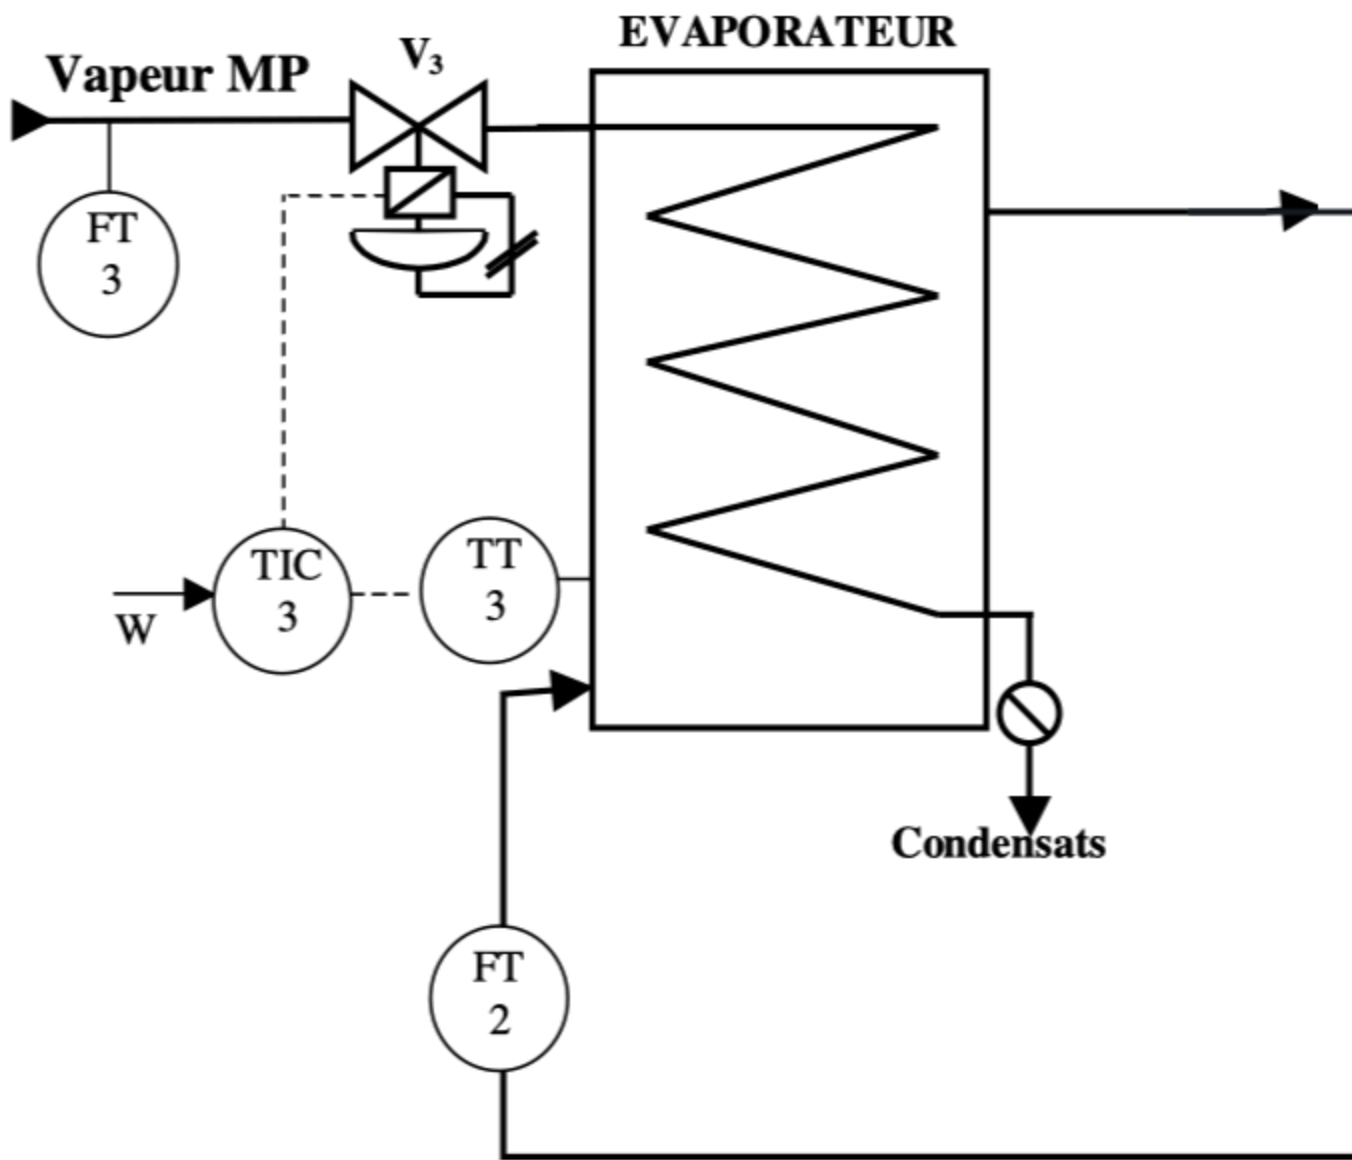 EVAPORATEUR
V₃
Vapeur MP
FT
3
TIC
3
TT
3
W
Condensats
FT
2